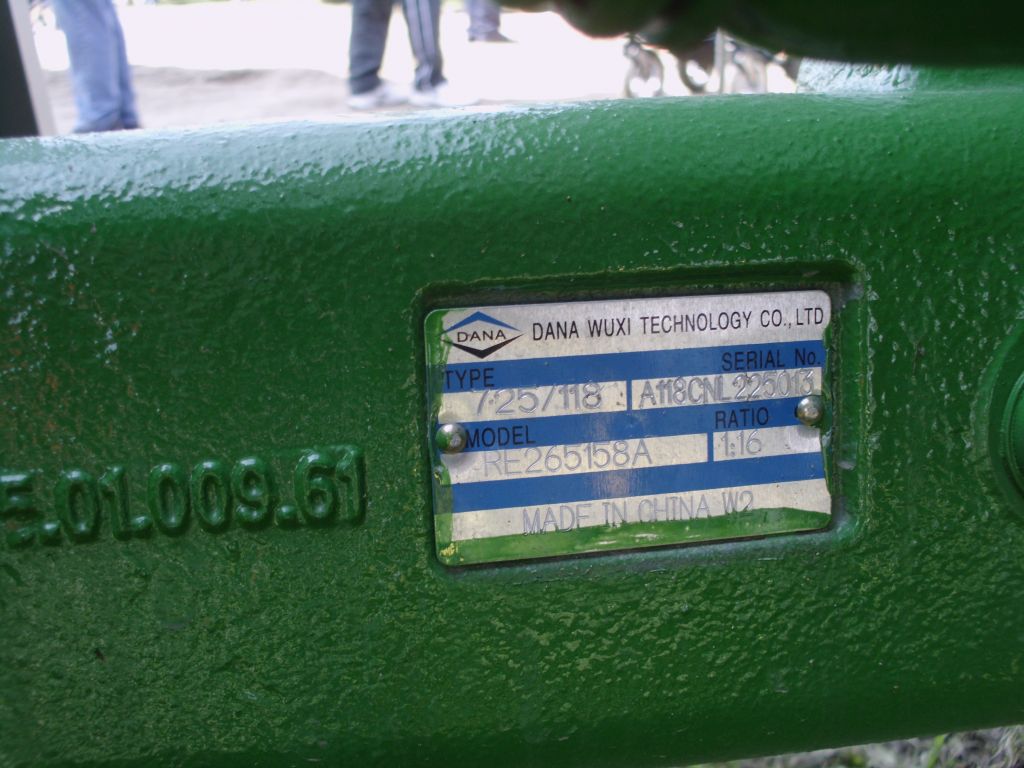 DANA
DANA WUXI TECHNOLOGY CO., LTD
TYPE SERIAL No.
725/118 A118CNL225013
MODEL RATIO
RE265158A 1:16
MADE IN CHINA W2
.01.009.61